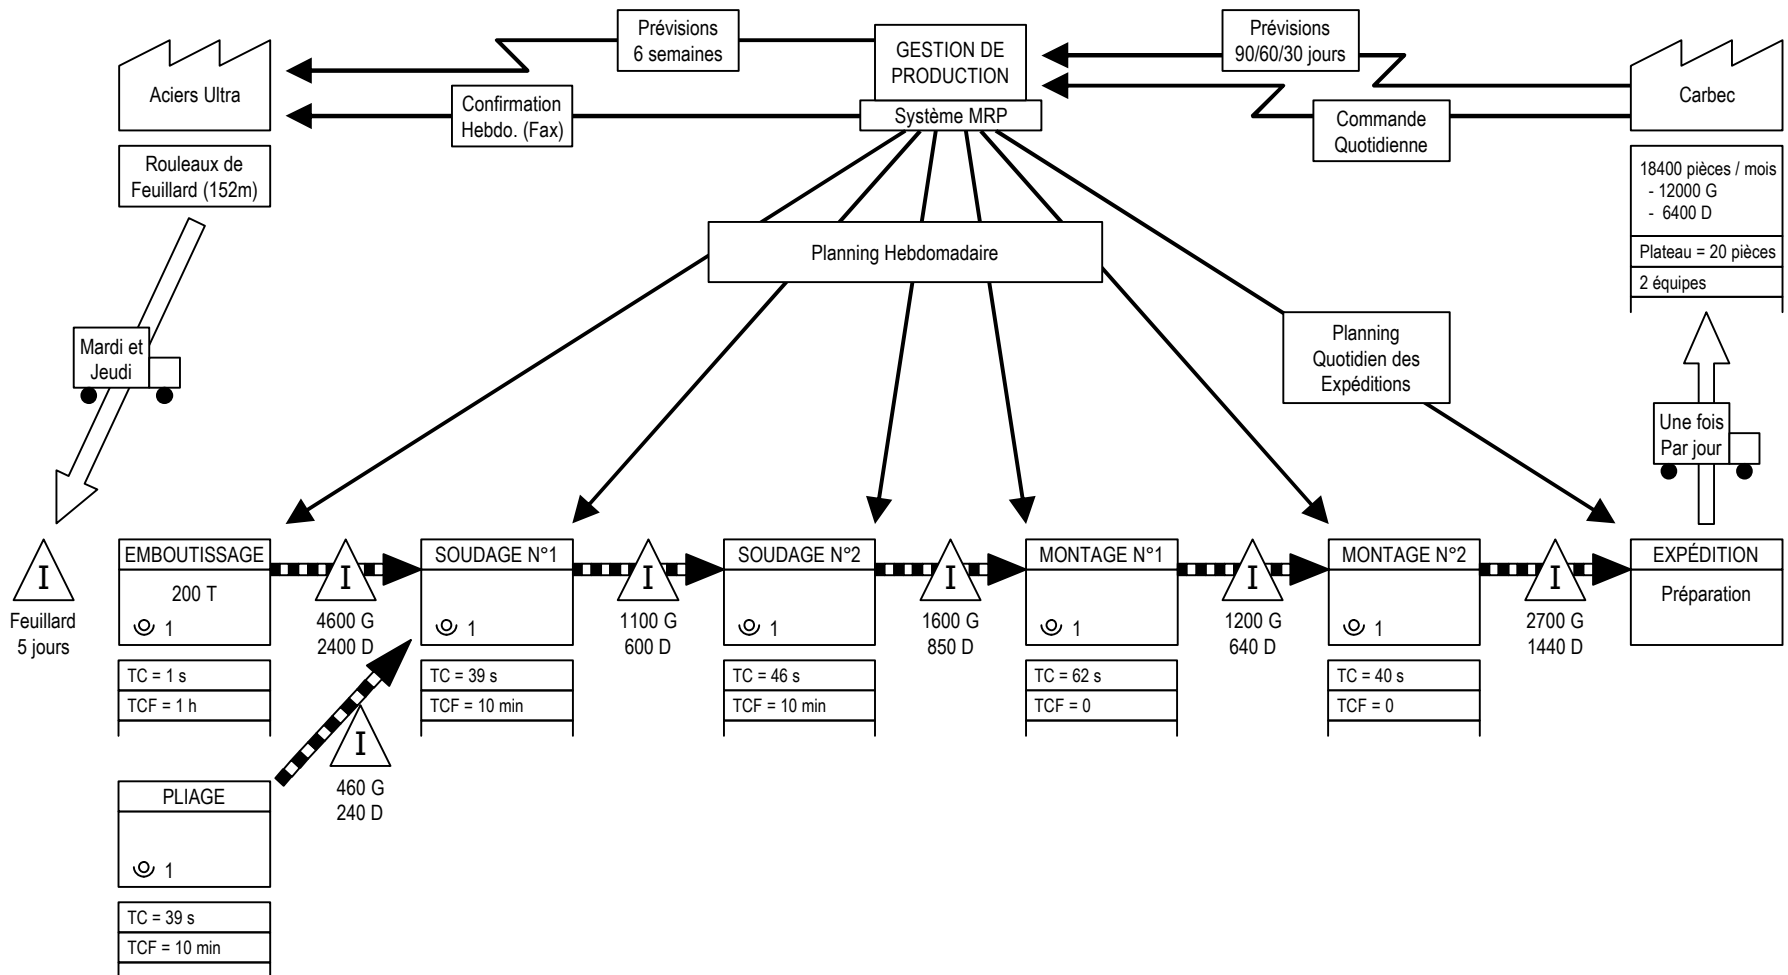 Prévisions
6 semaines
Prévisions
90/60/30 jours
GESTION DE
PRODUCTION
Système MRP
Aciers Ultra
Confirmation
Hebdo. (Fax)
Commande
Quotidienne
Carbec
Rouleaux de
Feuillard (152m)
18400 pièces / mois
- 12000 G
- 6400 D
Plateau = 20 pièces
2 équipes
Planning Hebdomadaire
Mardi et
Jeudi
Planning
Quotidien des
Expéditions
Une fois
Par jour
I
Feuillard
5 jours
EMBOUTISSAGE
200 T
1
TC = 1 s
TCF = 1 h
I
4600 G
2400 D
SOUDAGE N°1
1
TC = 39 s
TCF = 10 min
I
1100 G
600 D
SOUDAGE N°2
1
TC = 46 s
TCF = 10 min
I
1600 G
850 D
MONTAGE N°1
1
TC = 62 s
TCF = 0
I
1200 G
640 D
MONTAGE N°2
1
TC = 40 s
TCF = 0
I
2700 G
1440 D
EXPÉDITION
Préparation
I
460 G
240 D
PLIAGE
1
TC = 39 s
TCF = 10 min